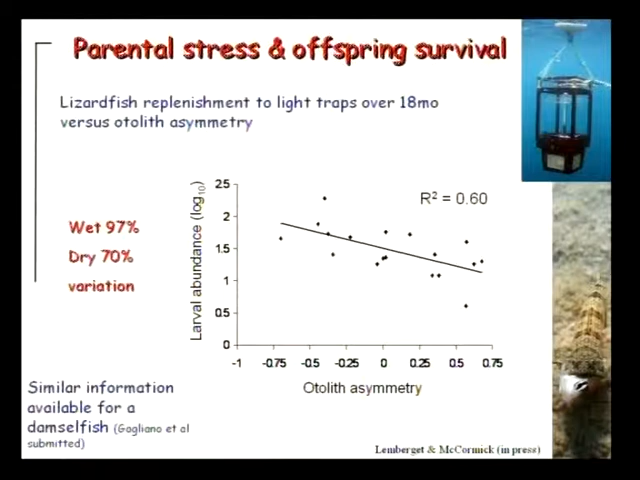 Parental stress & offspring survival
Lizardfish replenishment to light traps over 18mo
versus otolith asymmetry
Wet 97%
Dry 70%
variation
Larval abundance (log10)
2.5
2
1.5
1
0.5
0
R² = 0.60
-1 -0.75 -0.5 -0.25 0 0.25 0.5 0.75
Otolith asymmetry
Similar information
available for a
damselfish (Gagliano et al
submitted)
Lemberget & McCormick (in press)